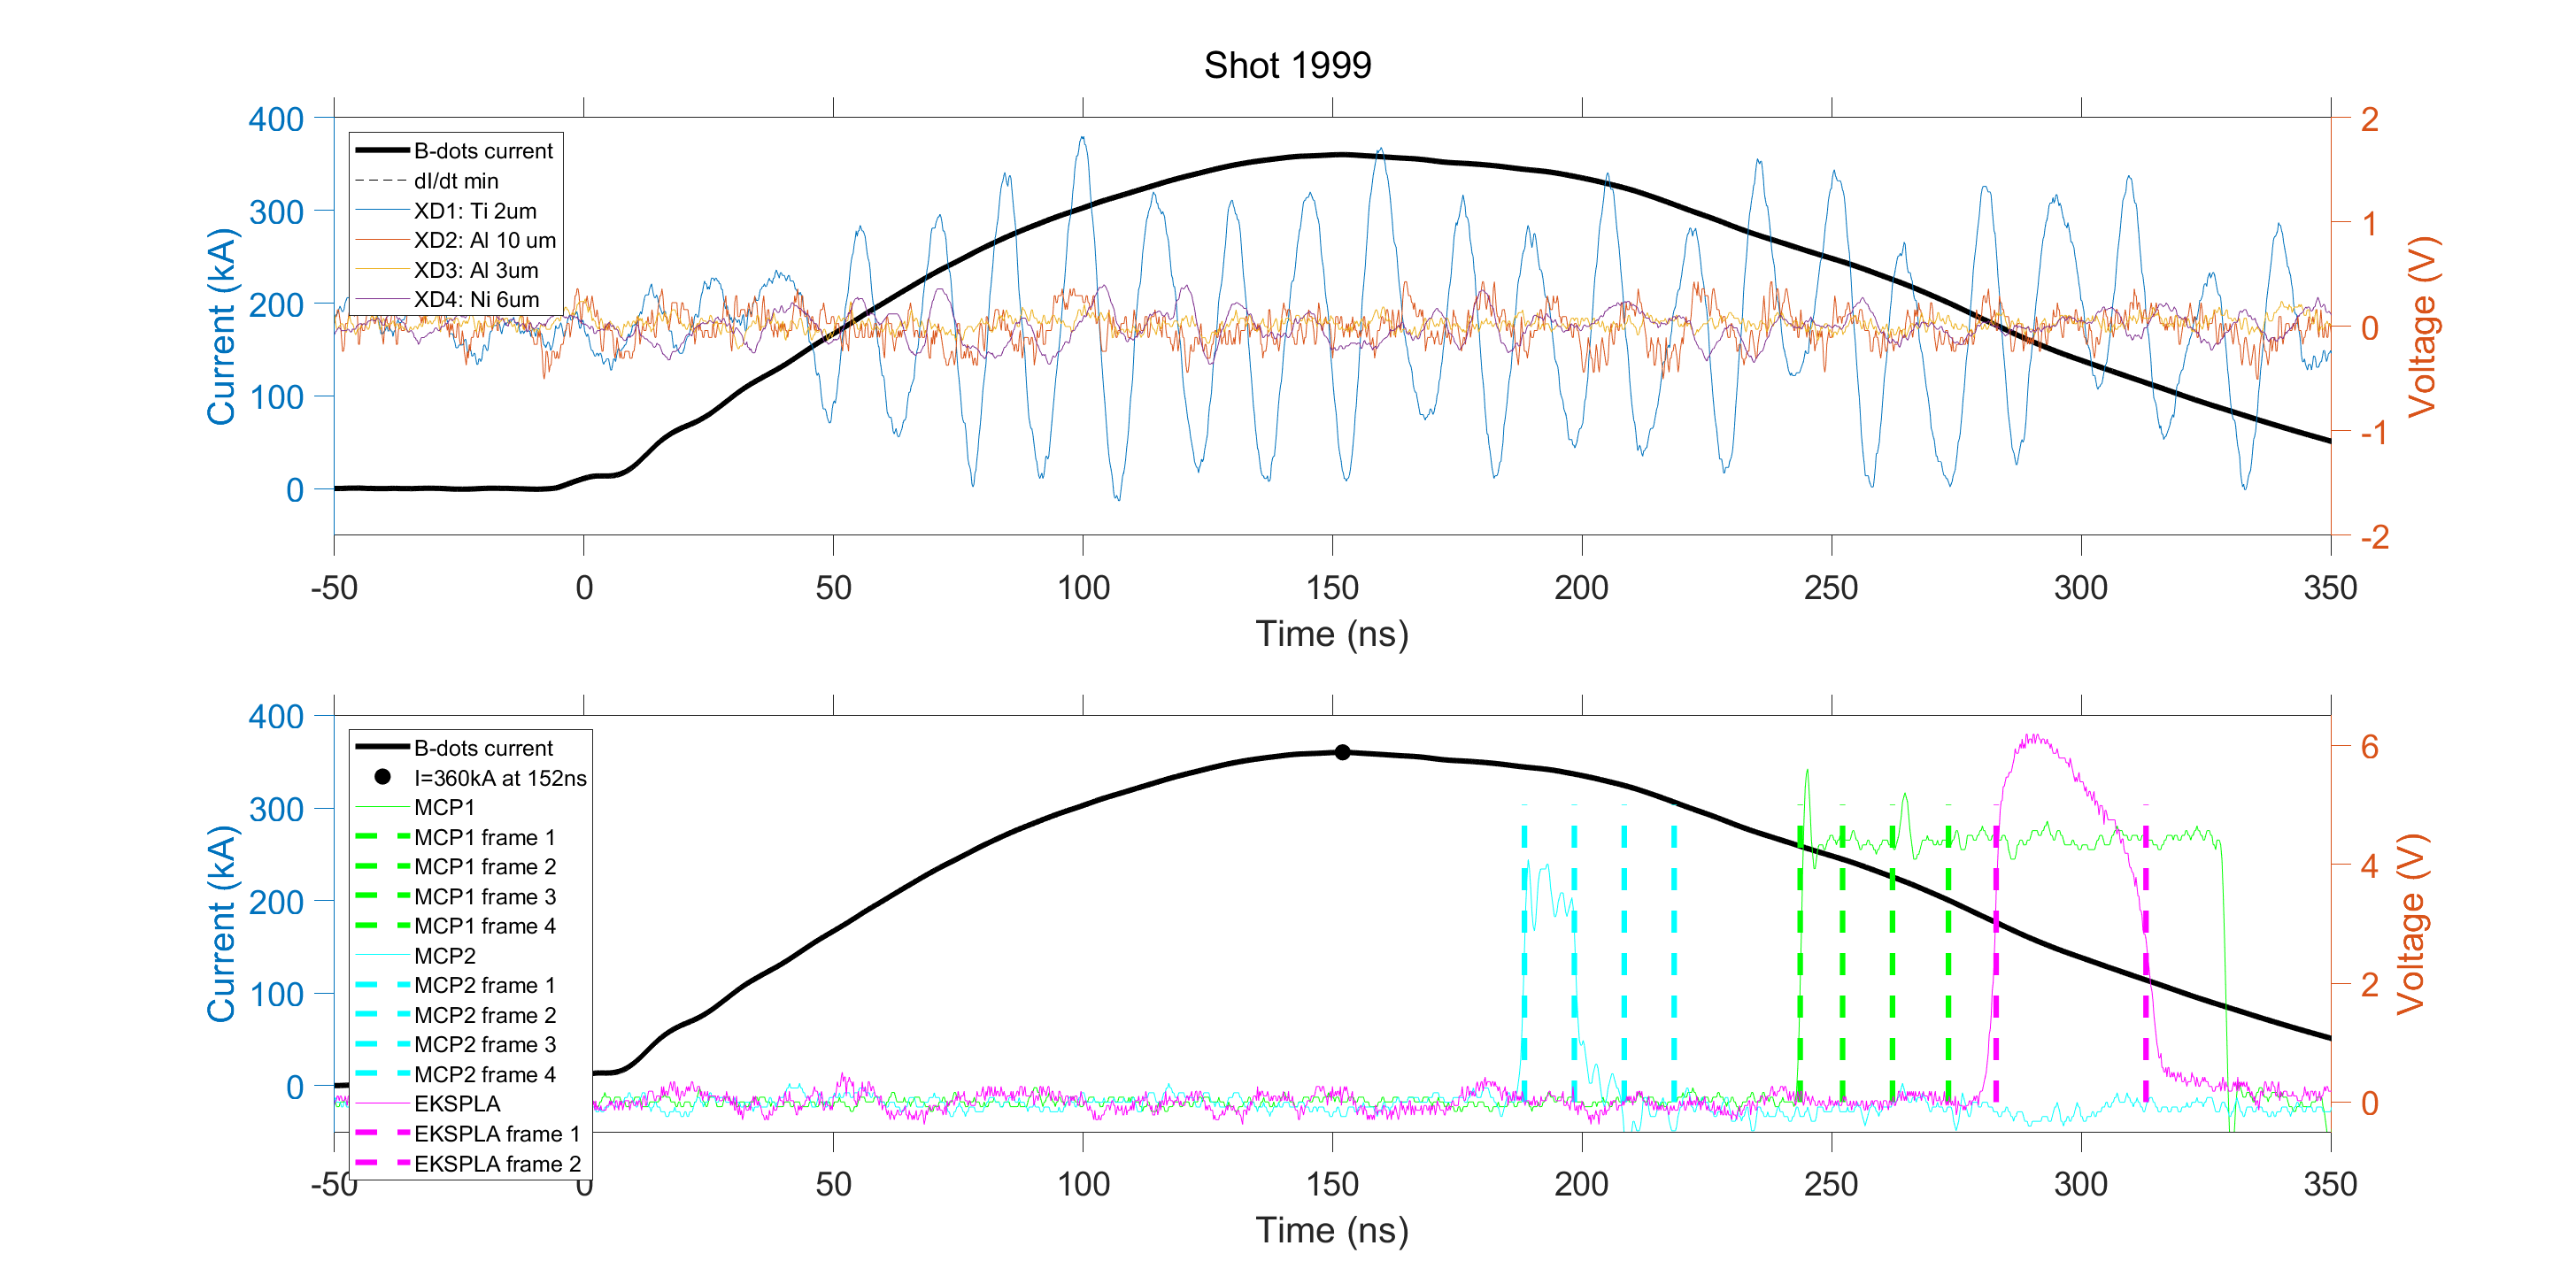 Shot 1999
400
300
200
100
0
Current (kA)
2
1
0
-1
-2
Voltage (V)
B-dots current
dI/dt min
XD1: Ti 2um
XD2: Al 10 um
XD3: Al 3um
XD4: Ni 6um
-50 0 50 100 150 200 250 300 350
Time (ns)
400
300
200
100
0
Current (kA)
6
4
2
0
Voltage (V)
B-dots current
I=360kA at 152ns
MCP1
MCP1 frame 1
MCP1 frame 2
MCP1 frame 3
MCP1 frame 4
MCP2
MCP2 frame 1
MCP2 frame 2
MCP2 frame 3
MCP2 frame 4
EKSPLA
EKSPLA frame 1
EKSPLA frame 2
-50 0 50 100 150 200 250 300 350
Time (ns)